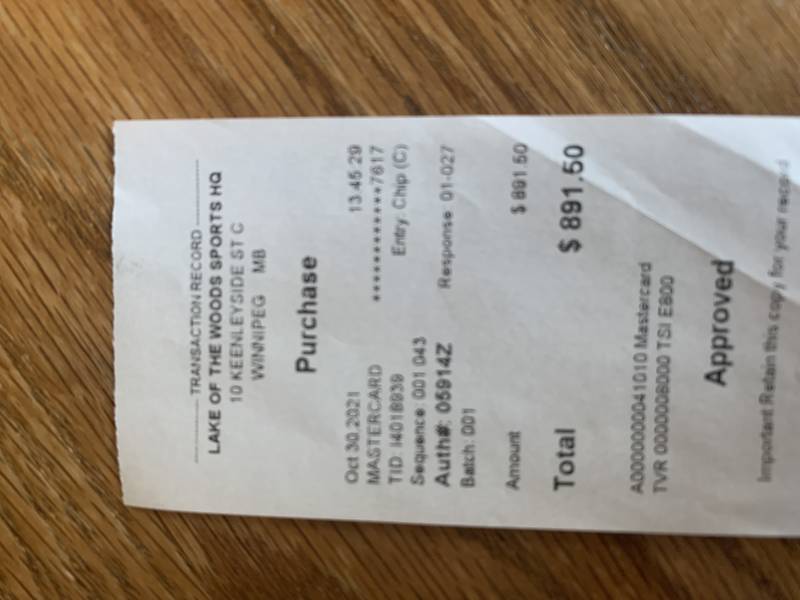 TRANSACTION RECORD
LAKE OF THE WOODS SPORTS HQ
10 KEENLEYSIDE ST C
WINNIPEG MB
Purchase
Oct 30,2021 13:45:29
MASTERCARD ************7617
TID: I4018939 Entry: Chip (C)
Sequence: 001 043
Auth#: 05914Z Response: 01-027
Batch: 001
Amount $ 891.50
Total $ 891.50
A0000000041010 Mastercard
TVR 0000008000 TSI E800
Approved
Important Retain this copy for your record